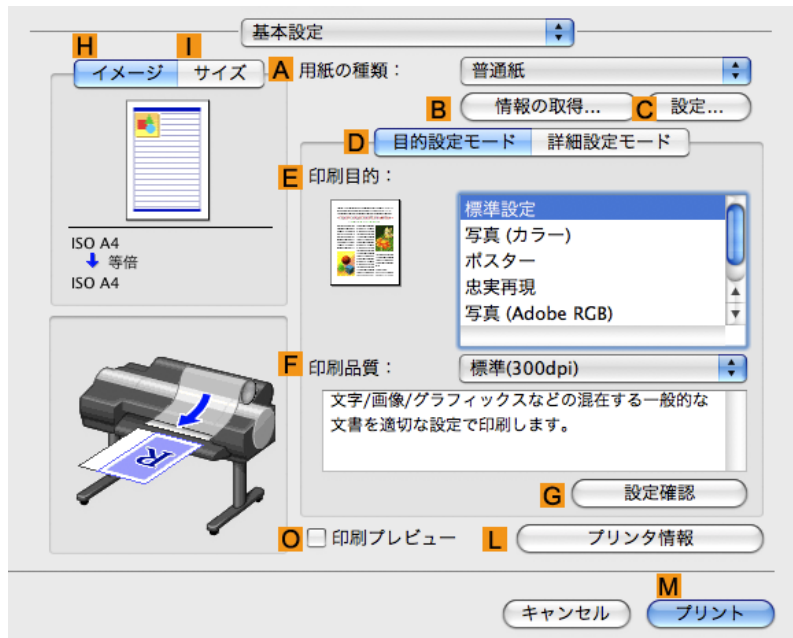 基本設定
H
I
イメージ
サイズ
A
用紙の種類：
普通紙
B
情報の取得...
C
設定...
D
目的設定モード
詳細設定モード
ISO A4
等倍
ISO A4
E
印刷目的：
標準設定
写真 (カラー)
ポスター
忠実再現
写真 (Adobe RGB)
F
印刷品質：
標準(300dpi)
文字/画像/グラフィックスなどの混在する一般的な
文書を適切な設定で印刷します。
R
G
設定確認
O
印刷プレビュー
L
プリンタ情報
M
キャンセル
プリント